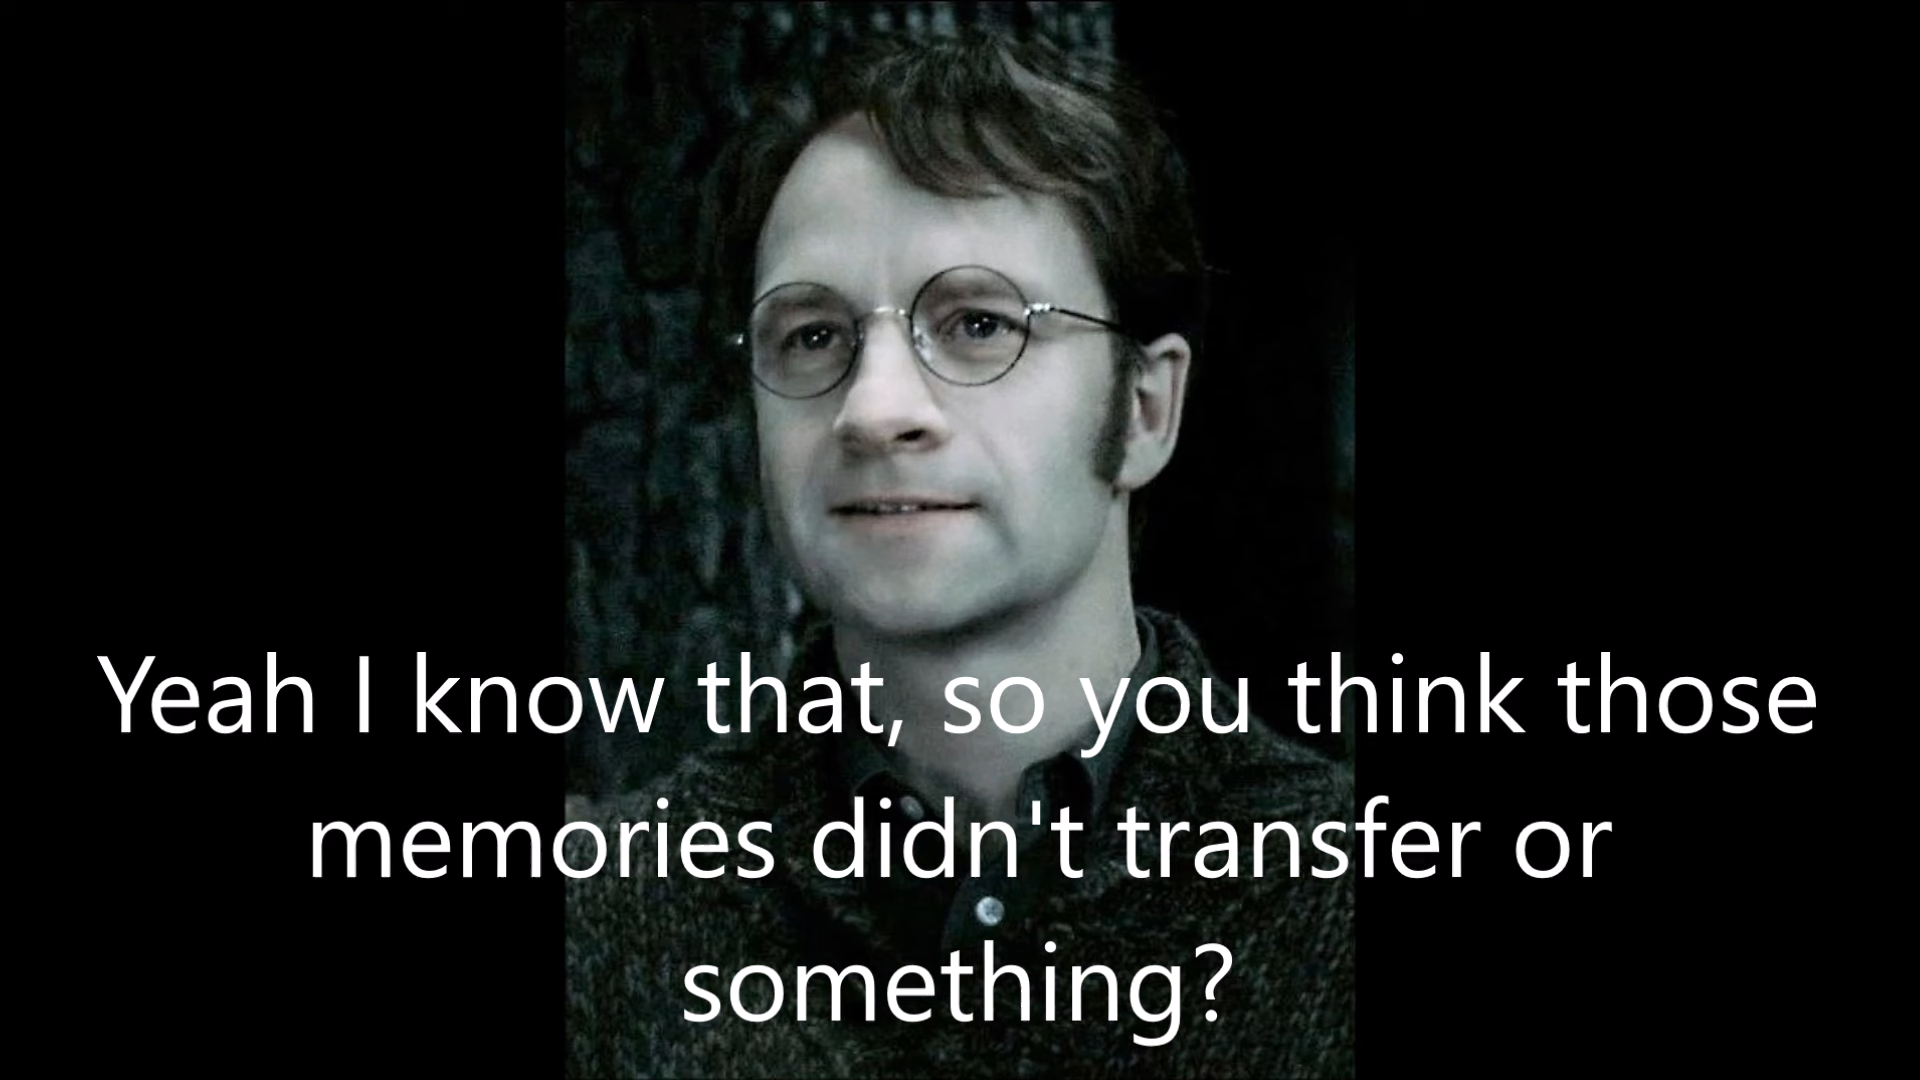 Yeah I know that, so you think those
memories didn't transfer or
something?